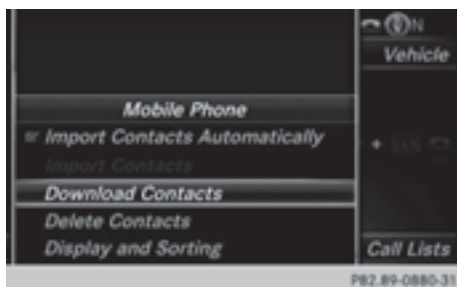 N
Vehicle
Mobile Phone
Import Contacts Automatically
Import Contacts
Download Contacts
Delete Contacts
Display and Sorting
Call Lists
P82.89-0880-31